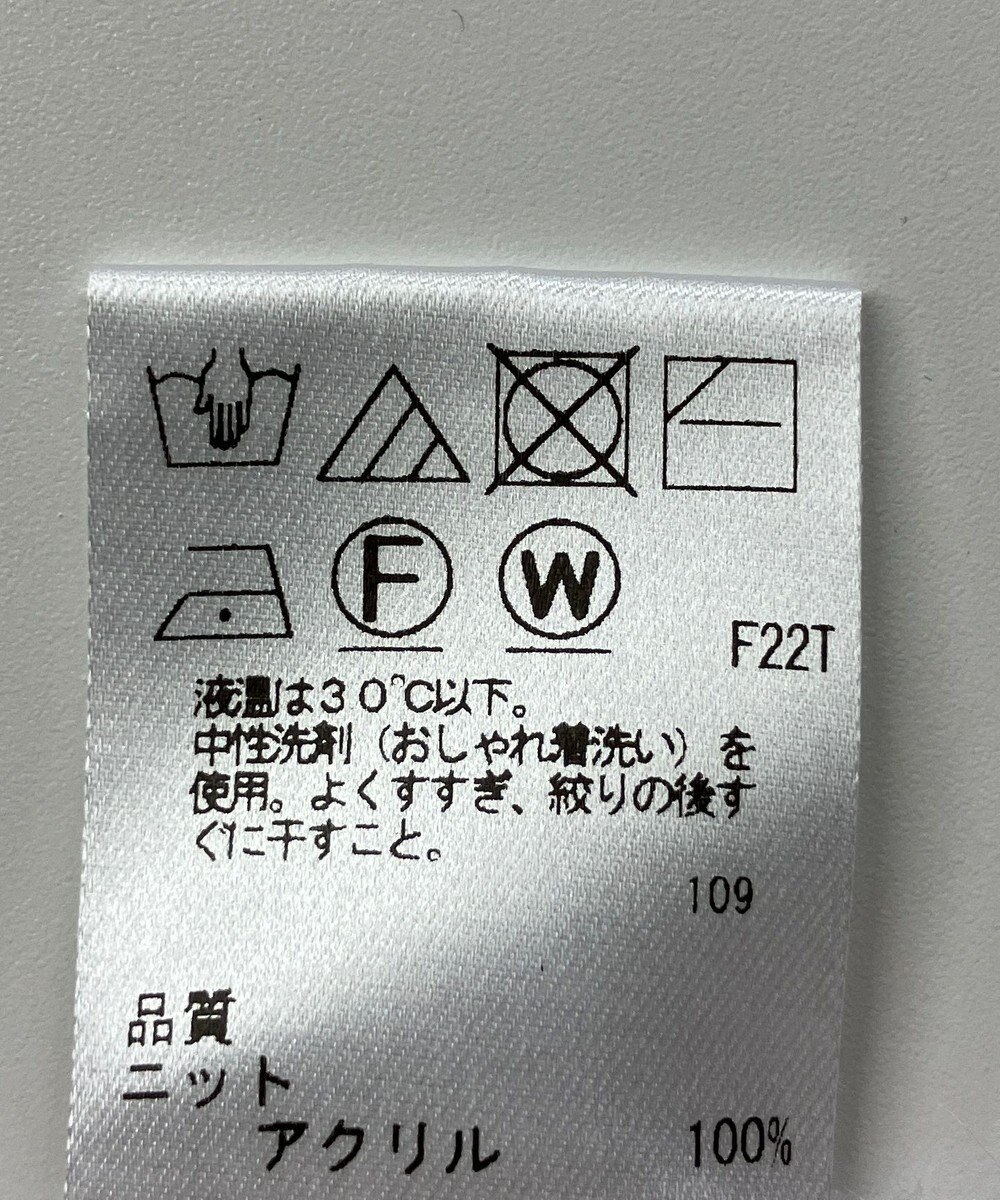 F W
F22T
液温は30℃以下。
中性洗剤（おしゃれ着洗い）を
使用。よくすすぎ、絞りの後す
ぐに干すこと。
109
品質
ニット
アクリル 100%